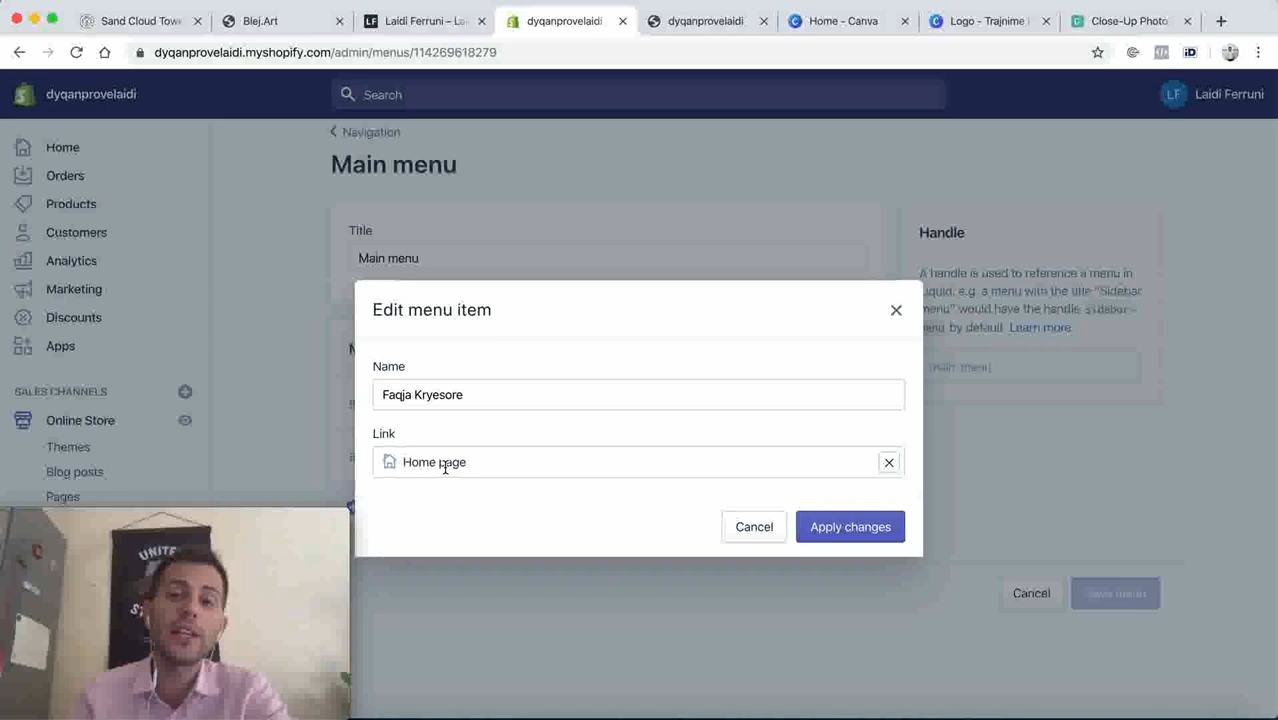 Sand Cloud Tow
Blej.Art
Laidi Ferruni – La
dyqanprovelaidi
dyqanprovelaidi
Home - Canva
Logo - Trajnime
Close-Up Photo
dyqanprovelaidi.myshopify.com/admin/menus/114269618279
dyqanprovelaidi
Search
LF
Laidi Ferruni
Home
Orders
Products
Customers
Analytics
Marketing
Discounts
Apps
SALES CHANNELS
Online Store
Themes
Blog posts
Pages
Navigation
Main menu
Title
Main menu
Handle
A handle is used to reference a menu in
Liquid. e.g. a menu with the title "Sidebar
menu" would have the handle sidebar-
menu by default. Learn more.
main-menu
Edit menu item
Name
Faqja Kryesore
Link
Home page
Cancel
Apply changes
Cancel
Save menu
UNITE